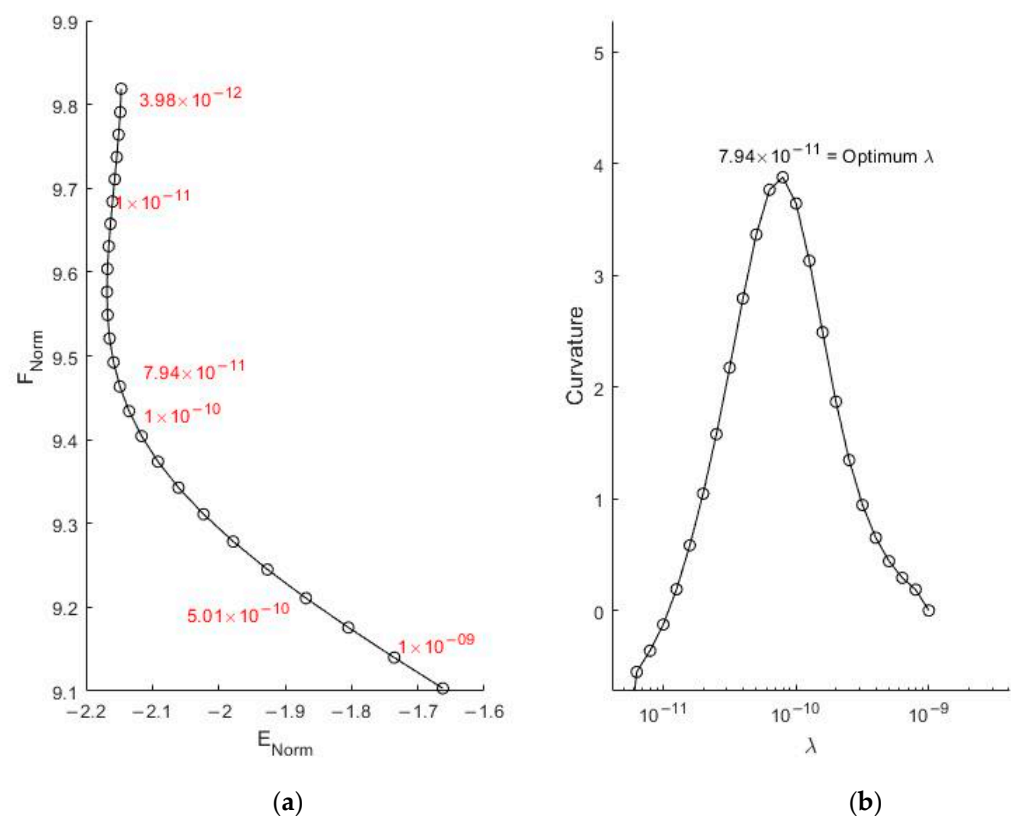 9.9
9.8
9.7
9.6
9.5
9.4
9.3
9.2
9.1
F_Norm
3.98×10⁻¹²
1×10⁻¹¹
7.94×10⁻¹¹
1×10⁻¹⁰
5.01×10⁻¹⁰
1×10⁻⁰⁹
−2.2 −2.1 −2 −1.9 −1.8 −1.7 −1.6
E_Norm
(a)
5
4
3
2
1
0
Curvature
7.94×10⁻¹¹ = Optimum λ
10⁻¹¹ 10⁻¹⁰ 10⁻⁹
λ
(b)